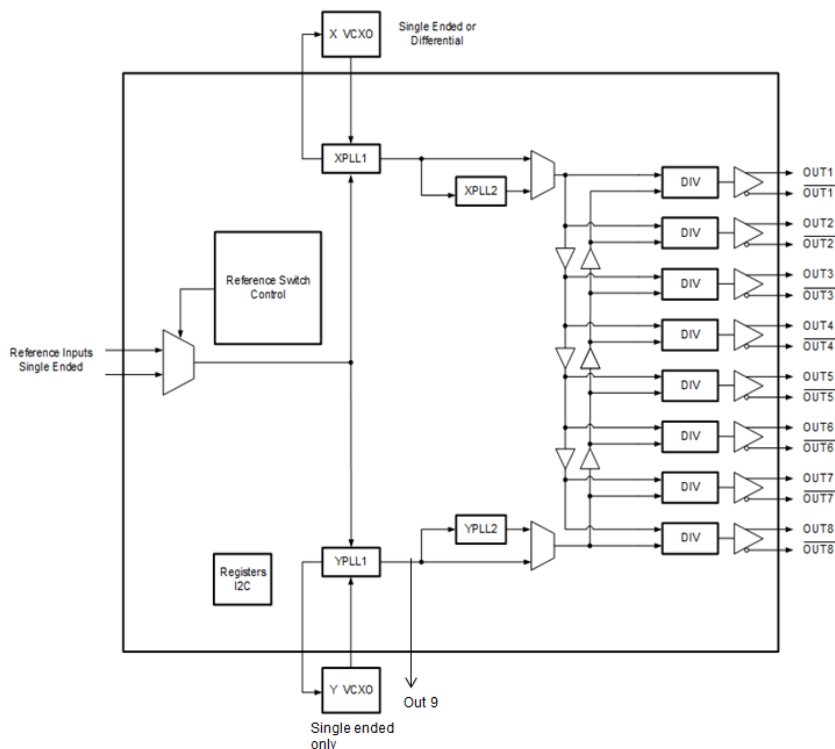 X VCXO
Single Ended or
Differential
XPLL1
XPLL2
DIV
OUT1
OUT1
DIV
OUT2
OUT2
Reference Switch
Control
DIV
OUT3
OUT3
DIV
OUT4
OUT4
Reference Inputs
Single Ended
DIV
OUT5
OUT5
DIV
OUT6
OUT6
DIV
OUT7
OUT7
YPLL2
DIV
OUT8
OUT8
YPLL1
Registers
I2C
Y VCXO
Out 9
Single ended
only